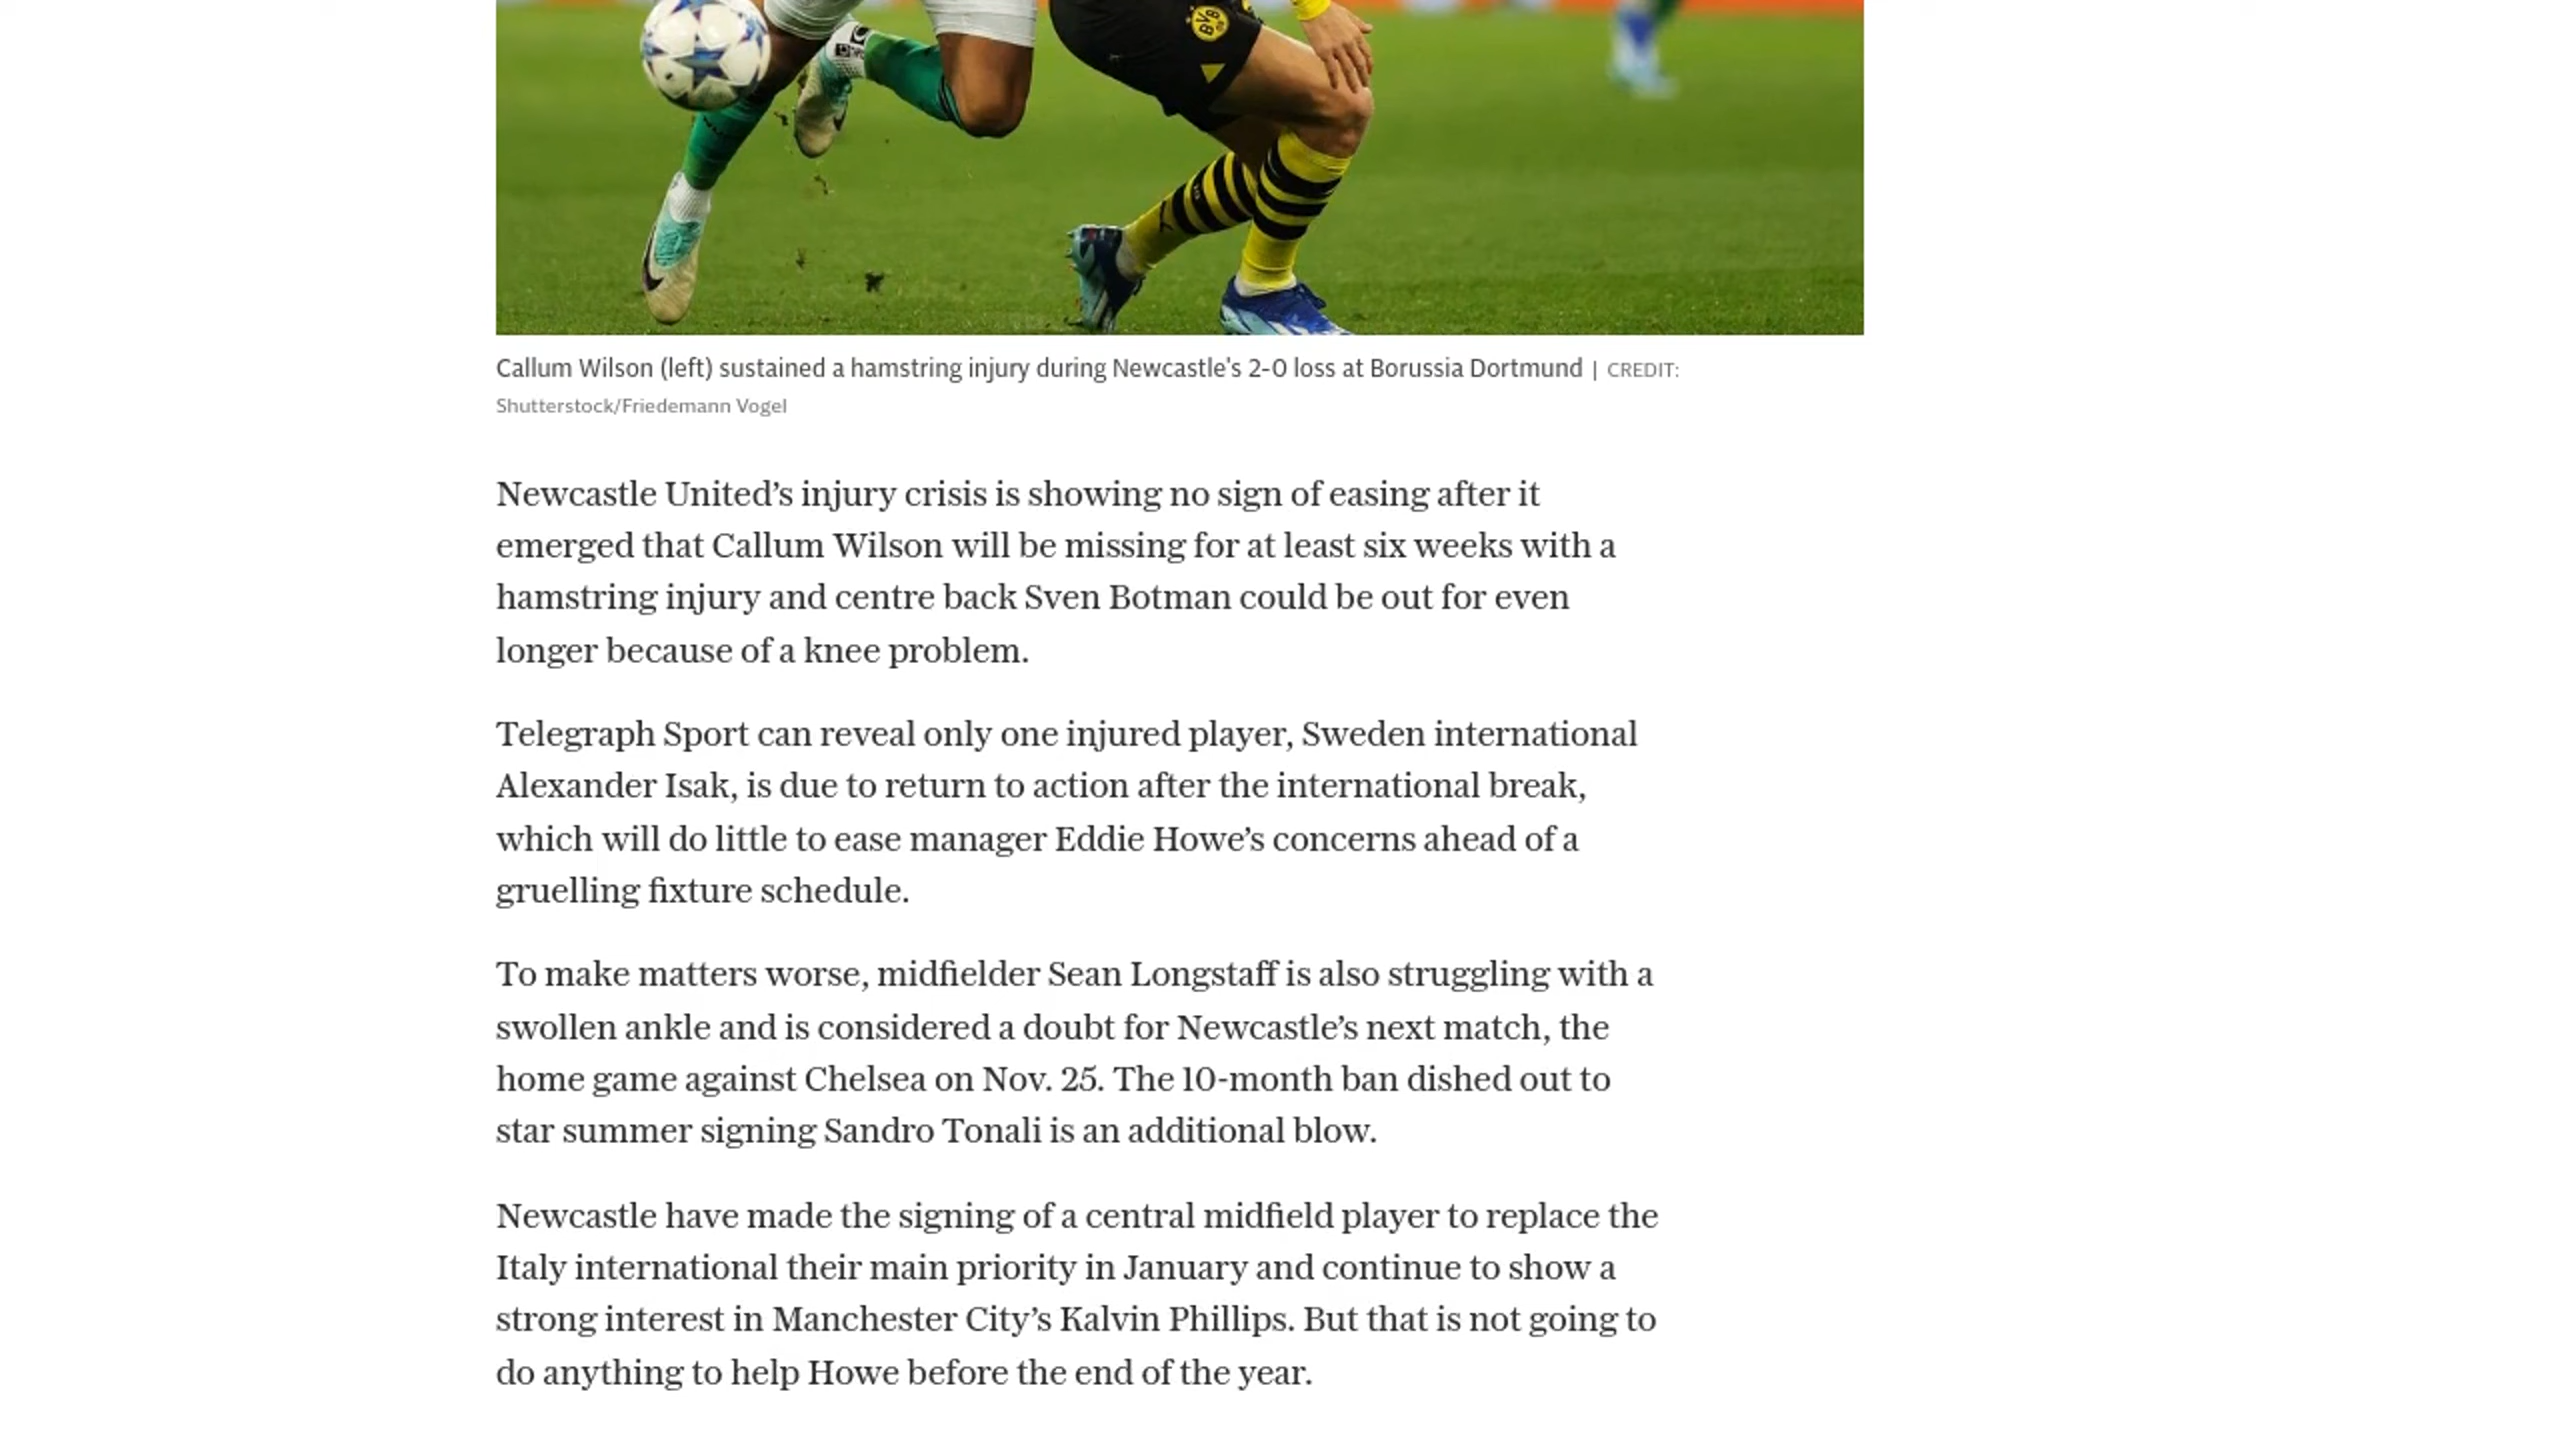 BVB
Callum Wilson (left) sustained a hamstring injury during Newcastle's 2-0 loss at Borussia Dortmund | CREDIT:
Shutterstock/Friedemann Vogel
Newcastle United’s injury crisis is showing no sign of easing after it
emerged that Callum Wilson will be missing for at least six weeks with a
hamstring injury and centre back Sven Botman could be out for even
longer because of a knee problem.
Telegraph Sport can reveal only one injured player, Sweden international
Alexander Isak, is due to return to action after the international break,
which will do little to ease manager Eddie Howe’s concerns ahead of a
gruelling fixture schedule.
To make matters worse, midfielder Sean Longstaff is also struggling with a
swollen ankle and is considered a doubt for Newcastle’s next match, the
home game against Chelsea on Nov. 25. The 10-month ban dished out to
star summer signing Sandro Tonali is an additional blow.
Newcastle have made the signing of a central midfield player to replace the
Italy international their main priority in January and continue to show a
strong interest in Manchester City’s Kalvin Phillips. But that is not going to
do anything to help Howe before the end of the year.